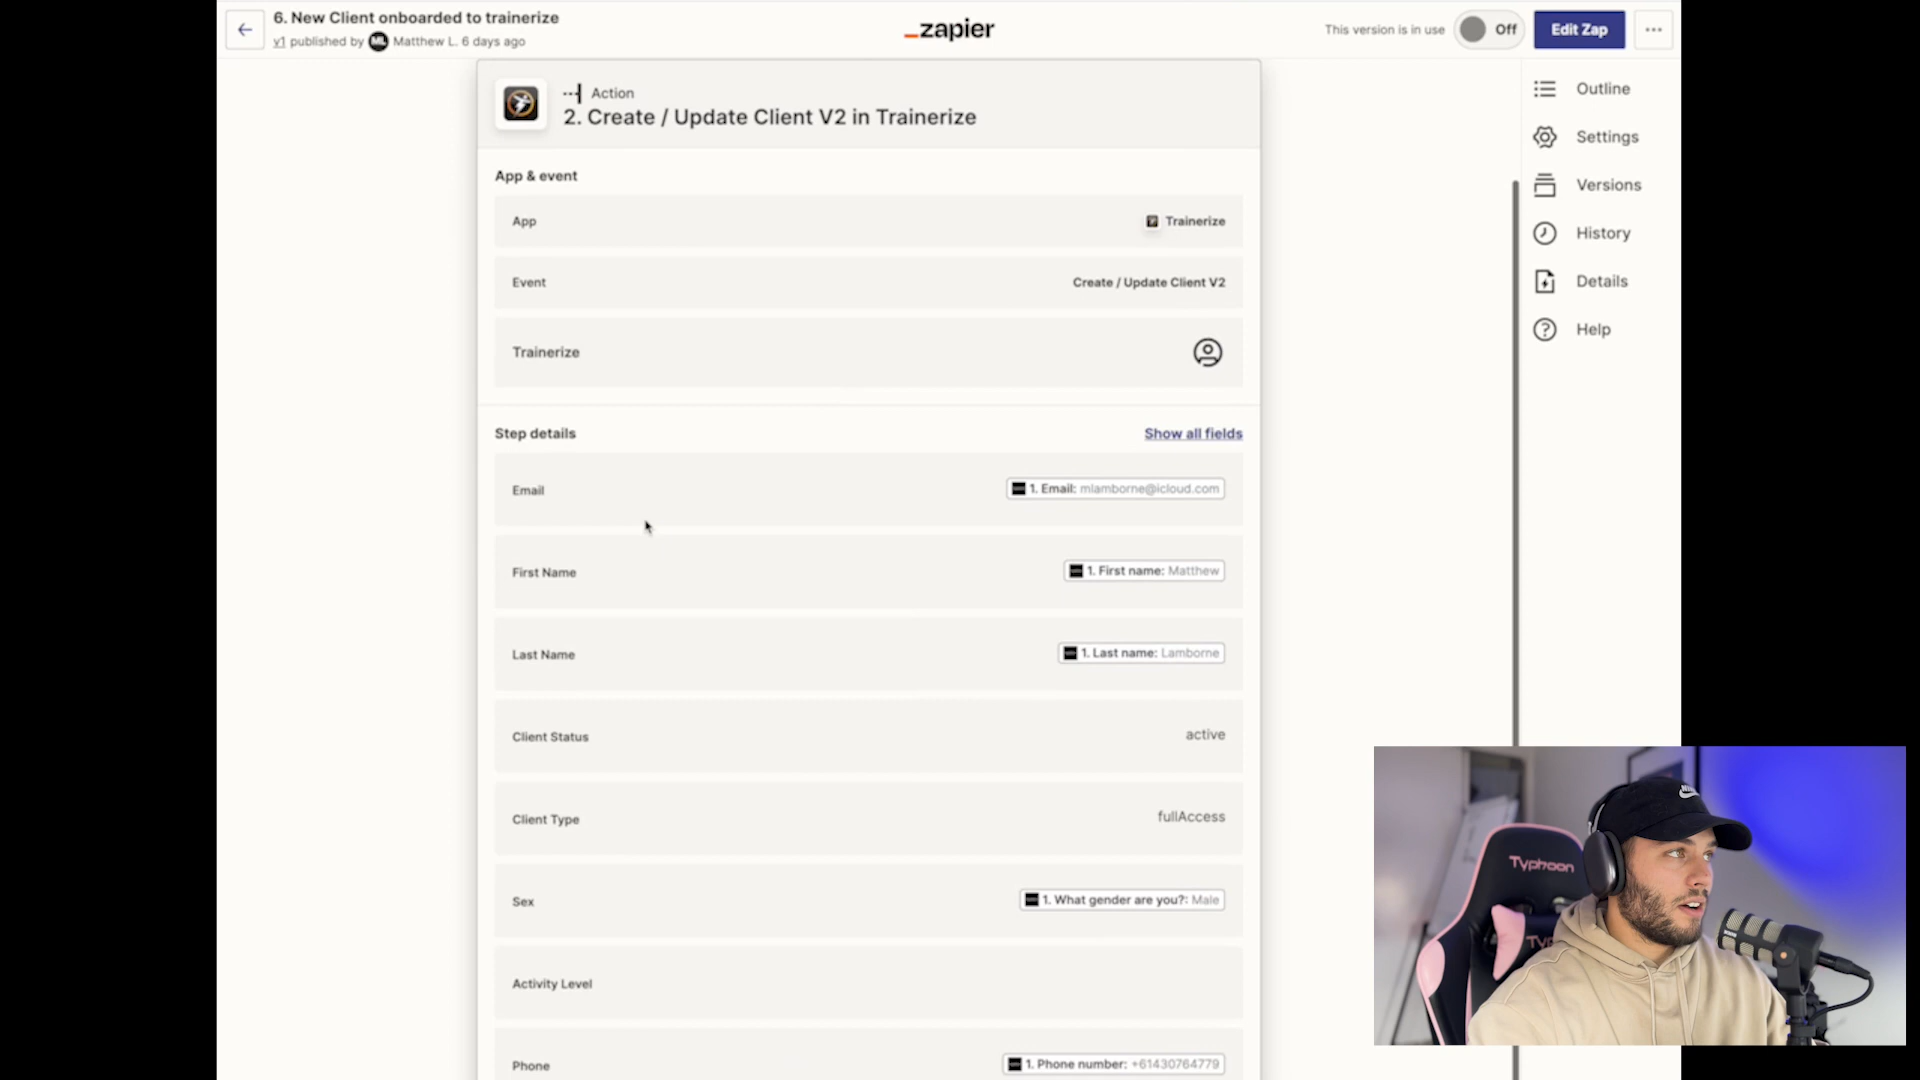 6. New Client onboarded to trainerize
v1 published by ML Matthew L. 6 days ago
_zapier
This version is in use
Off
Edit Zap
Action
2. Create / Update Client V2 in Trainerize
App & event
App
Trainerize
Event
Create / Update Client V2
Trainerize
Step details
Show all fields
Email
1. Email: mlamborne@icloud.com
First Name
1. First name: Matthew
Last Name
1. Last name: Lamborne
Client Status
active
Client Type
fullAccess
Sex
1. What gender are you?: Male
Activity Level
Phone
1. Phone number: +61430764779
Outline
Settings
Versions
History
Details
Help
Typhoon